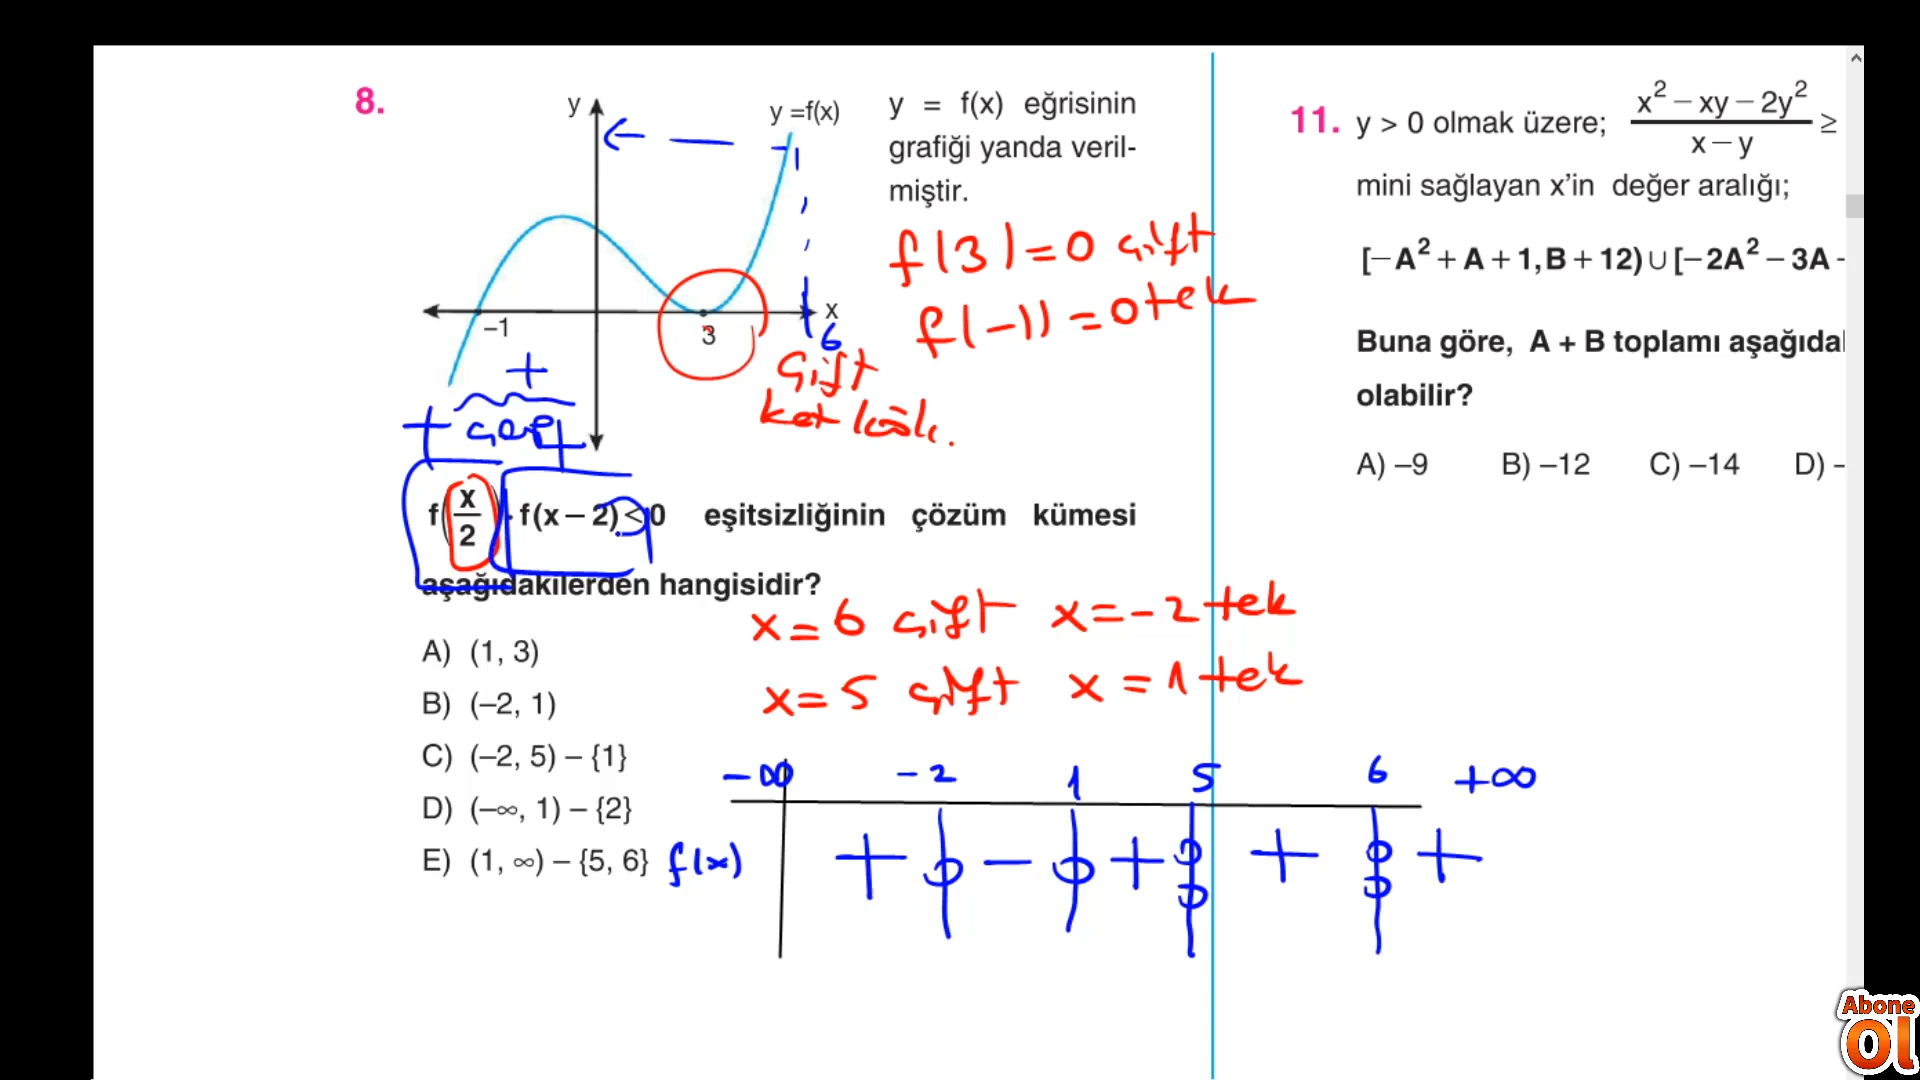 8.
y
y =f(x)
x
–1
3
6
y = f(x) eğrisinin
grafiği yanda veril-
miştir.
f(3)=0 çift
f(-1)=0 tek
çift
kat kök.
+
+ çarp +
f(x/2) . f(x – 2) < 0 eşitsizliğinin çözüm kümesi
aşağıdakilerden hangisidir?
x = 6 çift x = -2 tek
x = 5 çift x = 1 tek
A) (1, 3)
B) (–2, 1)
C) (–2, 5) – {1}
D) (–∞, 1) – {2}
E) (1, ∞) – {5, 6}
-∞ -2 1 5 6 +∞
f(x) + - + + +
11. y > 0 olmak üzere; (x² – xy – 2y²)/(x – y) ≥
mini sağlayan x’in değer aralığı;
[–A² + A + 1, B + 12) ∪ [–2A² – 3A -
Buna göre, A + B toplamı aşağıda
olabilir?
A) –9 B) –12 C) –14 D) –
Abone
Ol